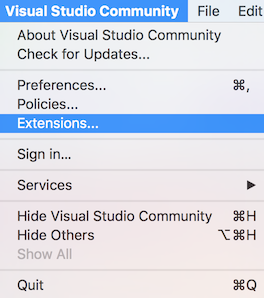 Visual Studio Community File Edit
About Visual Studio Community
Check for Updates...
Preferences... ⌘,
Policies...
Extensions...
Sign in...
Services ▶
Hide Visual Studio Community ⌘H
Hide Others ⌥⌘H
Show All
Quit ⌘Q